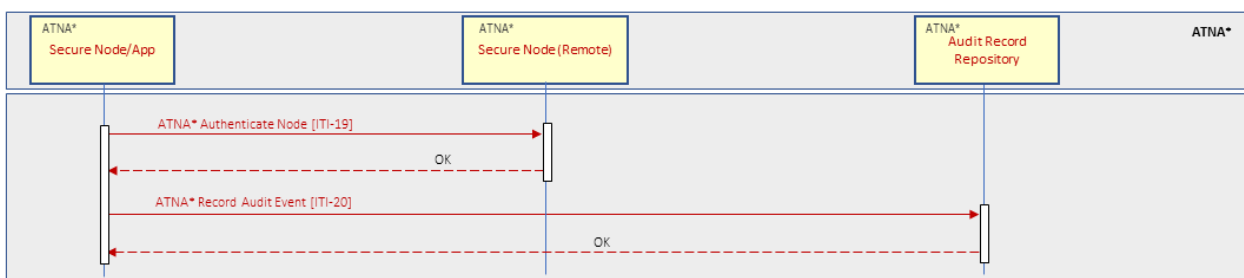 ATNA*
Secure Node/App
ATNA*
Secure Node (Remote)
ATNA*
Audit Record
Repository
ATNA*
ATNA* Authenticate Node [ITI-19]
OK
ATNA* Record Audit Event [ITI-20]
OK